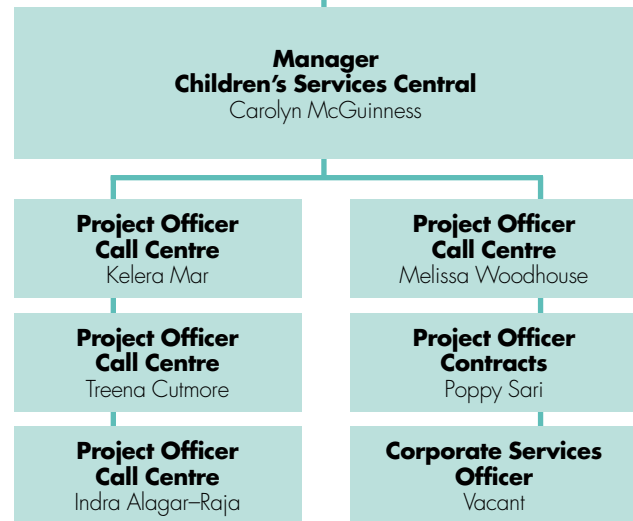 Manager
Children’s Services Central
Carolyn McGuinness
Project Officer
Call Centre
Kelera Mar
Project Officer
Call Centre
Melissa Woodhouse
Project Officer
Call Centre
Treena Cutmore
Project Officer
Contracts
Poppy Sari
Project Officer
Call Centre
Indra Alagar–Raja
Corporate Services
Officer
Vacant